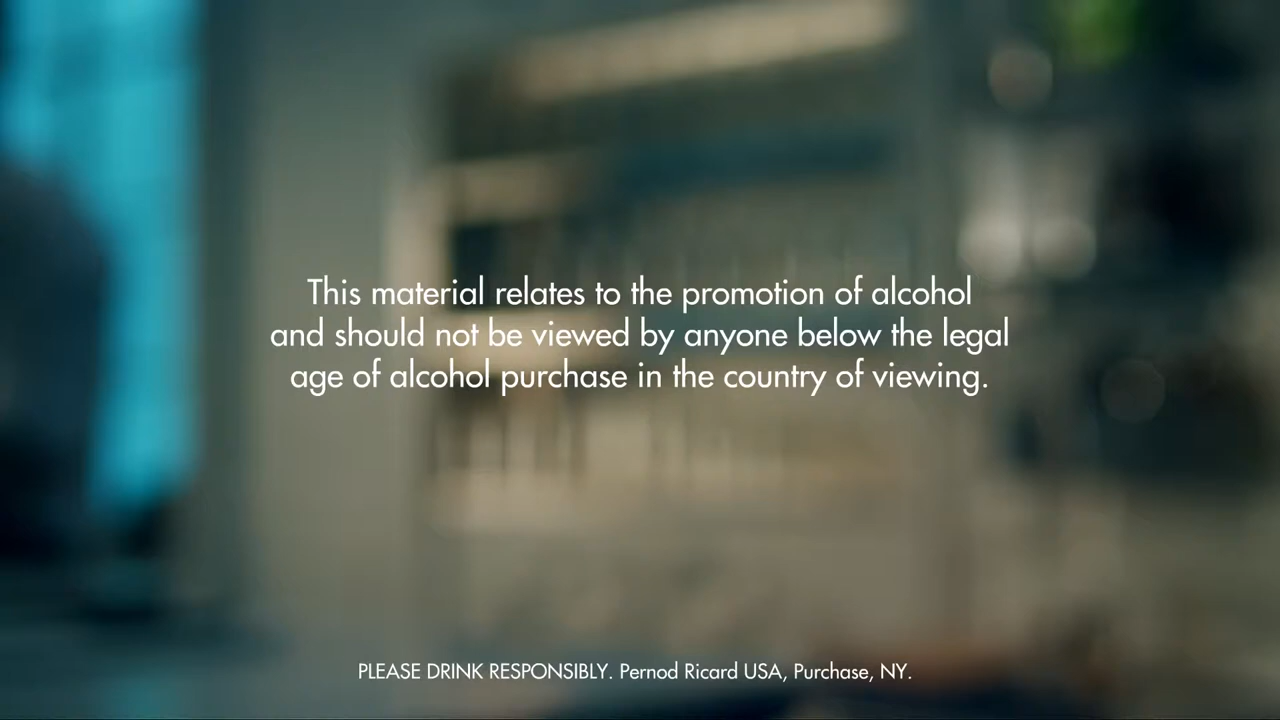 This material relates to the promotion of alcohol
and should not be viewed by anyone below the legal
age of alcohol purchase in the country of viewing.
PLEASE DRINK RESPONSIBLY. Pernod Ricard USA, Purchase, NY.